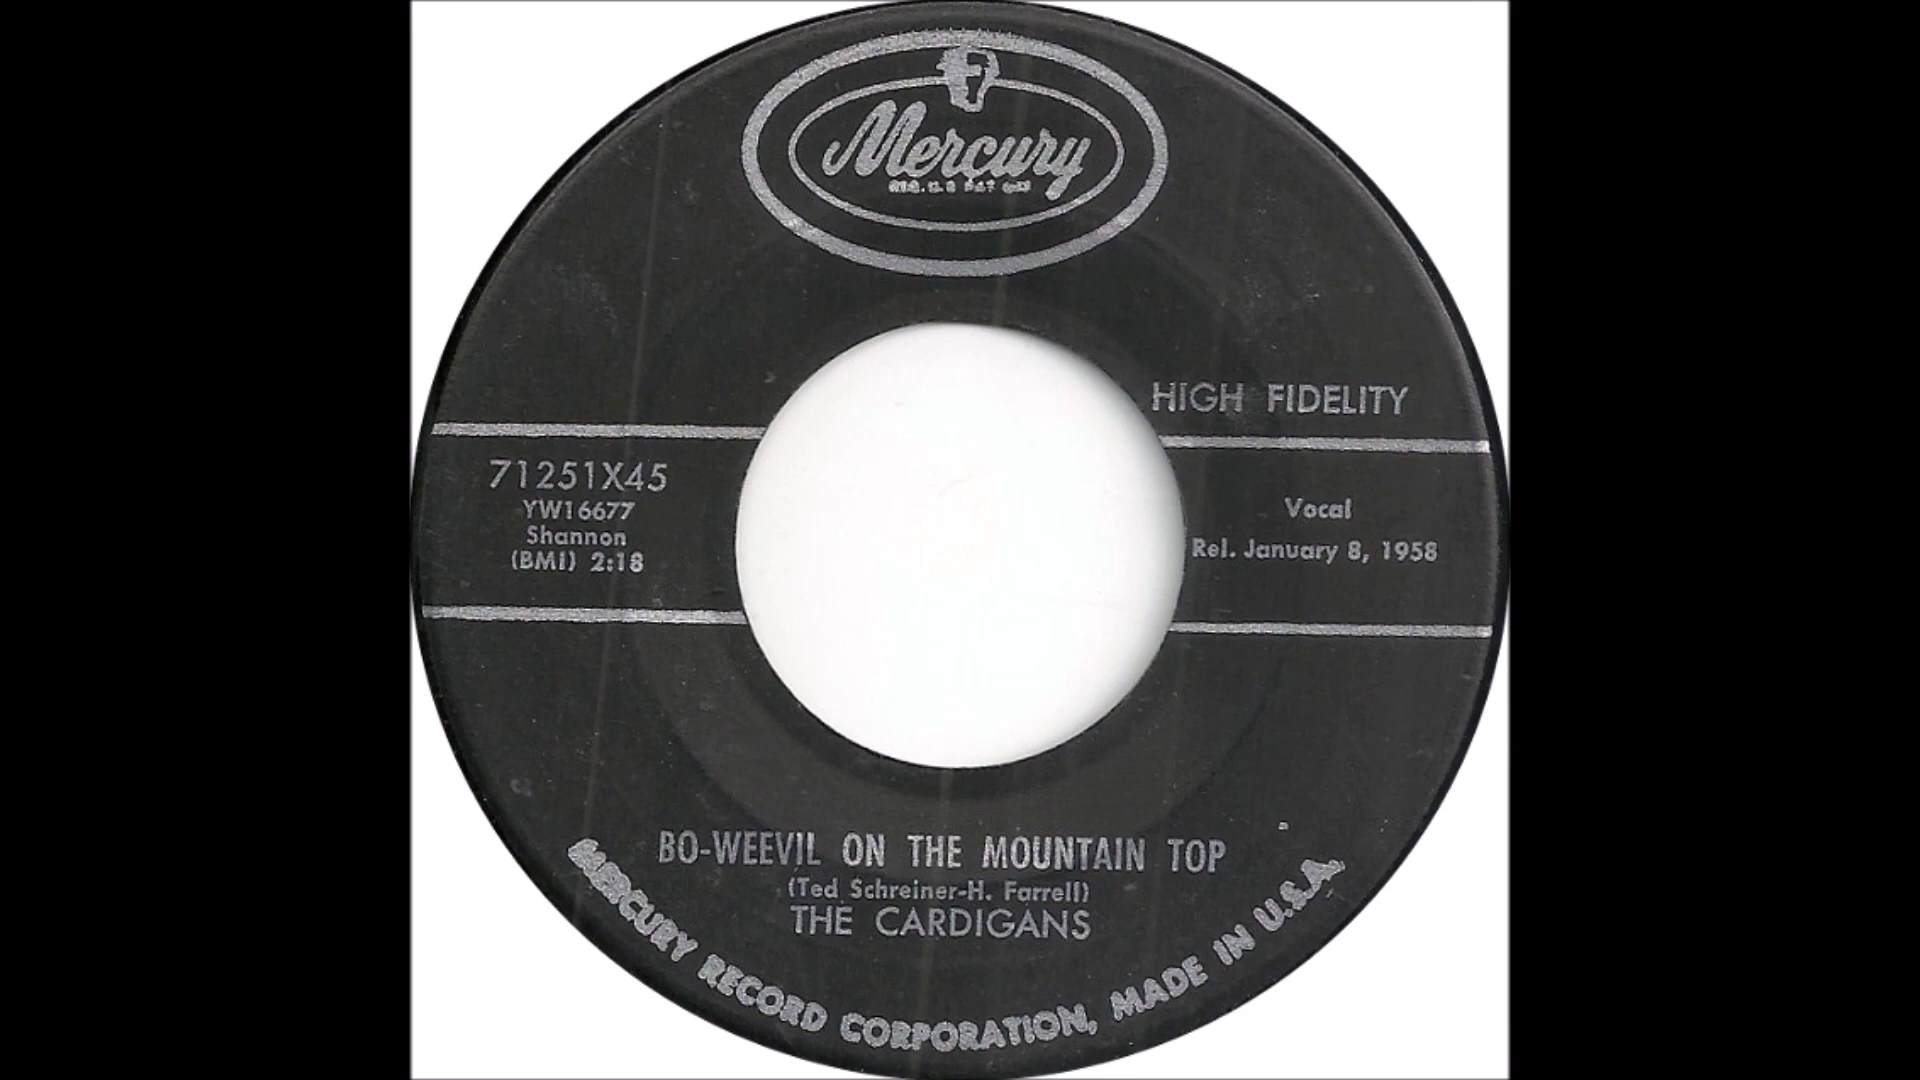 Mercury
HIGH FIDELITY
71251X45
YW16677
Shannon
(BMI) 2:18
Vocal
Rel. January 8, 1958
BO-WEEVIL ON THE MOUNTAIN TOP
(Ted Schreiner-H. Farrell)
THE CARDIGANS
MERCURY RECORD CORPORATION, MADE IN U.S.A.